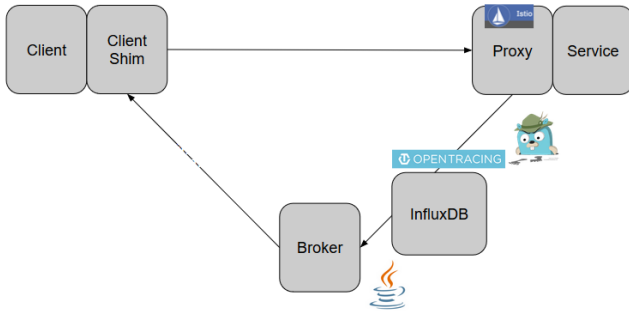 Istio
Client
Client
Shim
Proxy
Service
OPENTRACING
InfluxDB
Broker